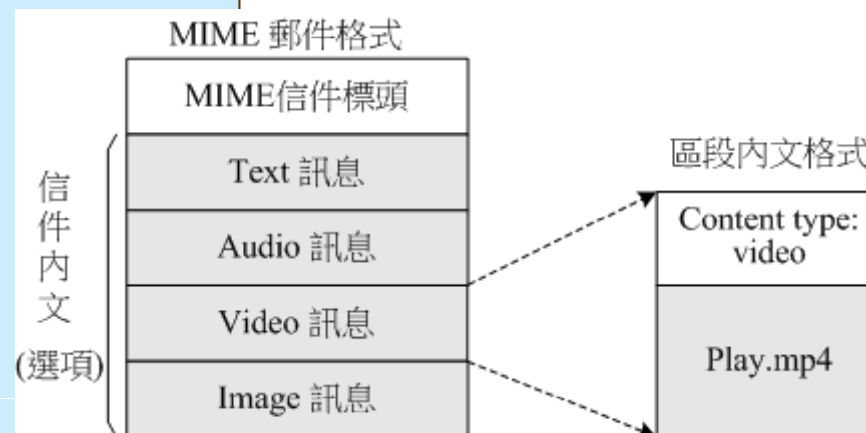 MIME 郵件格式
MIME信件標頭
信件內文
(選項)
Text 訊息
Audio 訊息
Video 訊息
Image 訊息
區段內文格式
Content type:
video
Play.mp4